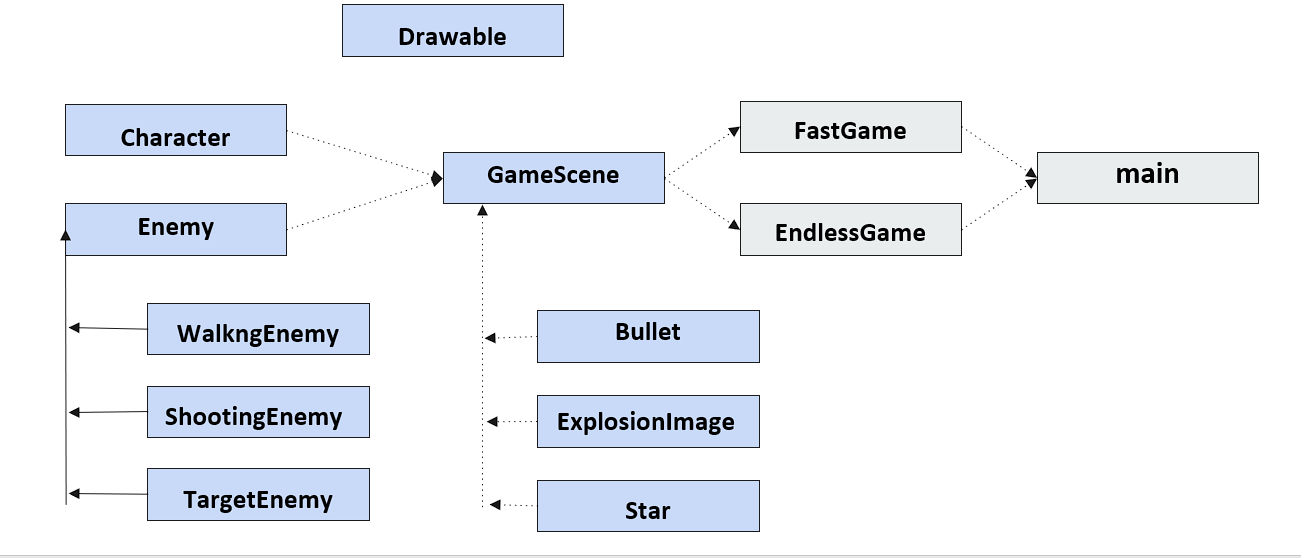 Drawable
Character
GameScene
FastGame
main
Enemy
EndlessGame
WalkngEnemy
Bullet
ShootingEnemy
ExplosionImage
TargetEnemy
Star